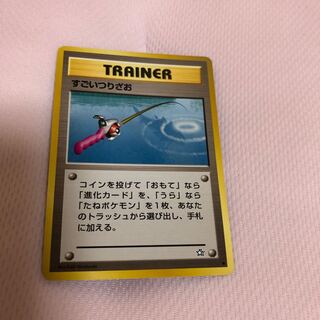 TRAINER
すごいつりざお
コインを投げて「おもて」なら
「進化カード」を、「うら」なら
「たねポケモン」を1枚、あなた
のトラッシュから選び出し、手札
に加える。